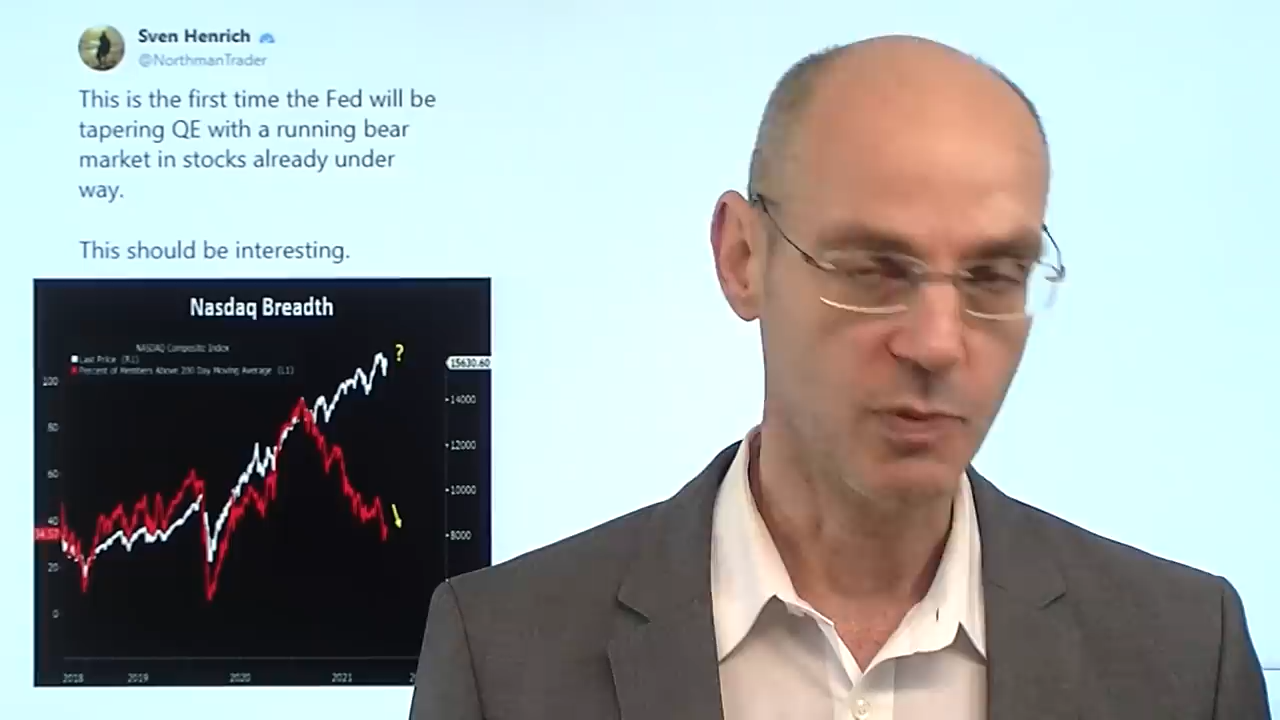 Sven Henrich
@NorthmanTrader
This is the first time the Fed will be
tapering QE with a running bear
market in stocks already under
way.
This should be interesting.
Nasdaq Breadth
NASDAQ Composite Index
Last Price (R1)
Percent of Members Above 200 Day Moving Average (L1)
?
15630.60
100
14000
80
12000
60
10000
40
34.57
8000
20
0
2018
2019
2020
2021